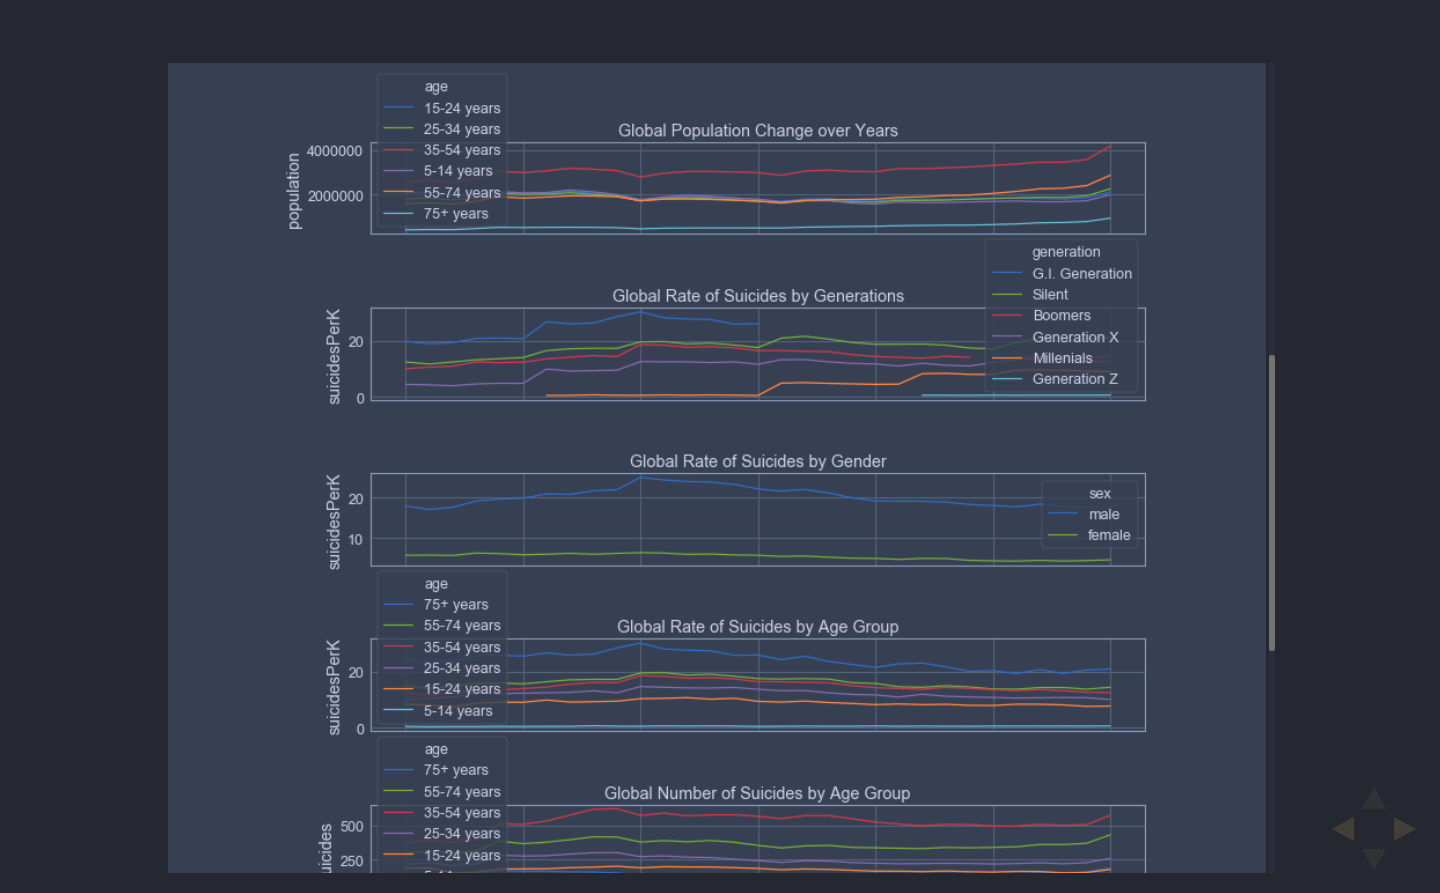 age
15-24 years
25-34 years
35-54 years
5-14 years
55-74 years
75+ years
Global Population Change over Years
4000000
2000000
population
generation
G.I. Generation
Silent
Boomers
Generation X
Millenials
Generation Z
Global Rate of Suicides by Generations
20
0
suicidesPerK
Global Rate of Suicides by Gender
20
10
suicidesPerK
sex
male
female
age
75+ years
55-74 years
35-54 years
25-34 years
15-24 years
5-14 years
Global Rate of Suicides by Age Group
20
0
suicidesPerK
age
75+ years
55-74 years
35-54 years
25-34 years
15-24 years
Global Number of Suicides by Age Group
500
250
uicides